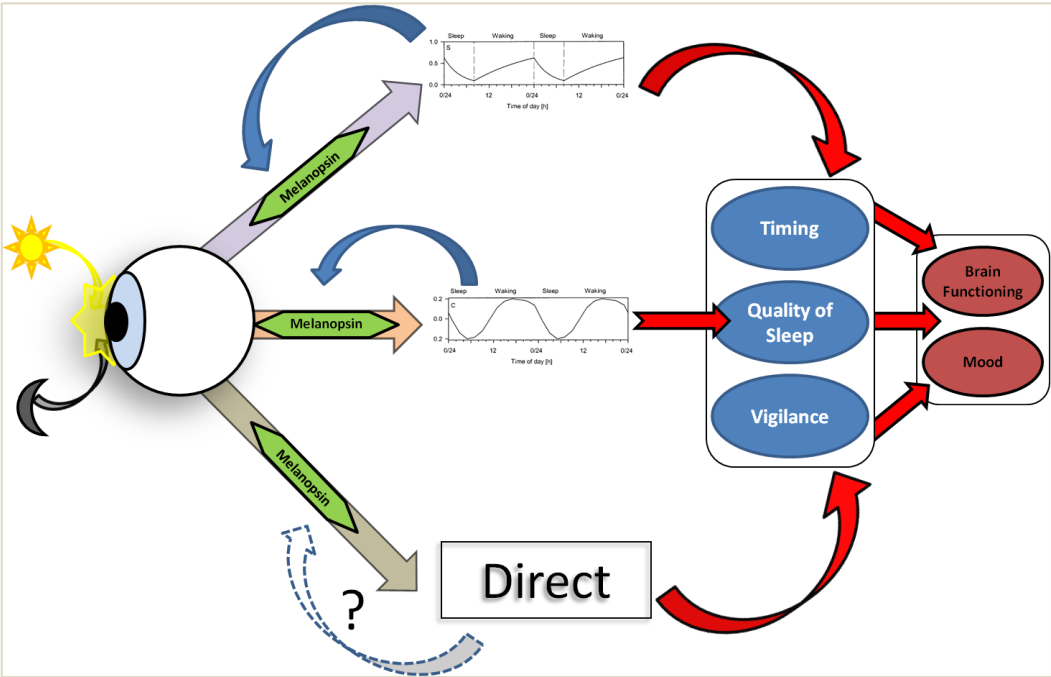 Sleep Waking Sleep Waking
1.0
S
0.5
0.0
0/24 12 0/24 12 0/24
Time of day [h]
Melanopsin
Sleep Waking Sleep Waking
0.2
C
0.0
0.2
0/24 12 0/24 12 0/24
Time of day [h]
Melanopsin
Melanopsin
?
Direct
Timing
Quality of
Sleep
Vigilance
Brain
Functioning
Mood